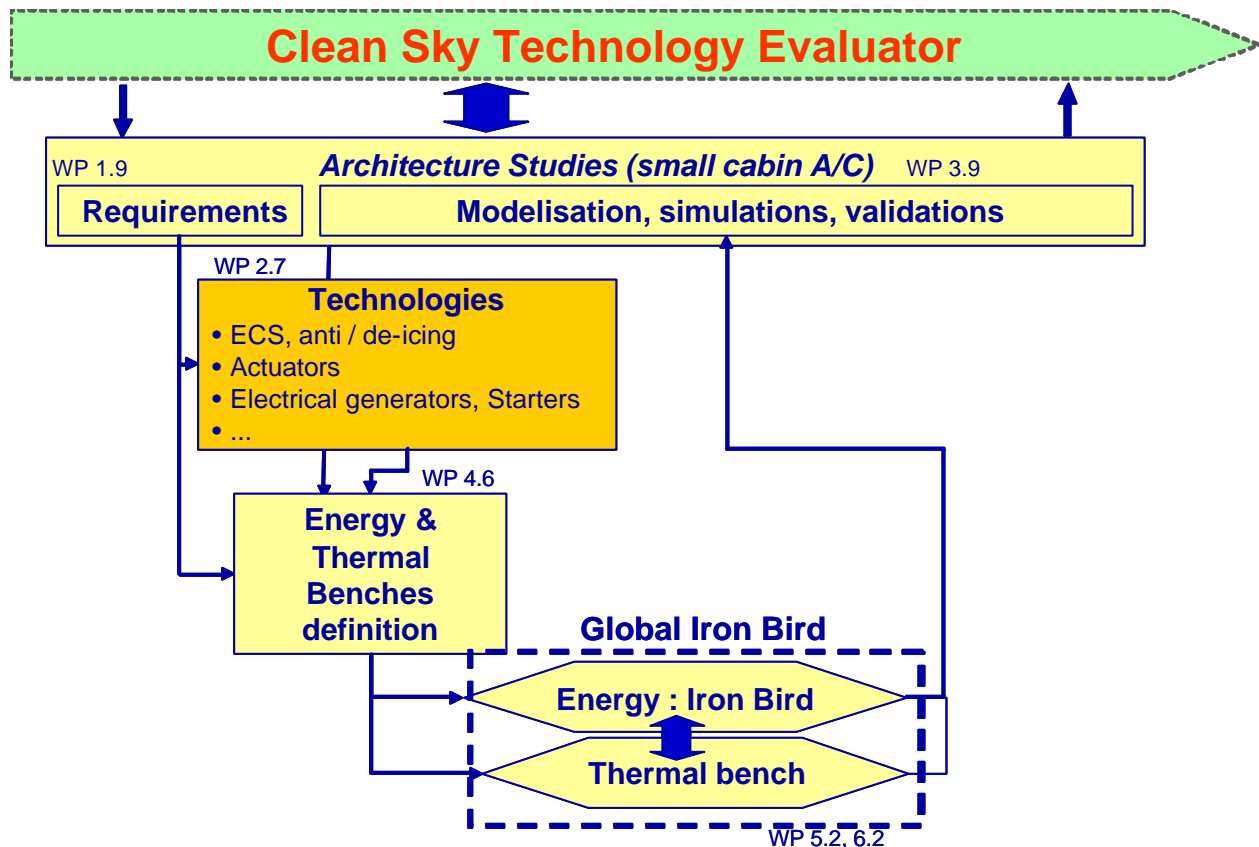 Clean Sky Technology Evaluator
WP 1.9
Architecture Studies (small cabin A/C)
WP 3.9
Requirements
Modelisation, simulations, validations
WP 2.7
Technologies
• ECS, anti / de-icing
• Actuators
• Electrical generators, Starters
• ...
WP 4.6
Energy &
Thermal
Benches
definition
Global Iron Bird
Energy : Iron Bird
Thermal bench
WP 5.2, 6.2